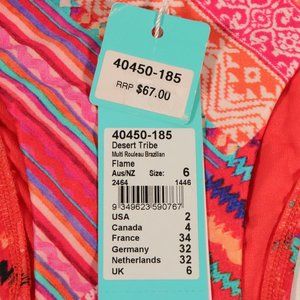 40450-185
RRP $67.00
40450-185
Desert Tribe
Multi Rouleau Brazilian
Flame
Aus/NZ Size: 6
2464 1446
9 349623 590767
USA 2
Canada 4
France 34
Germany 32
Netherlands 32
UK 6